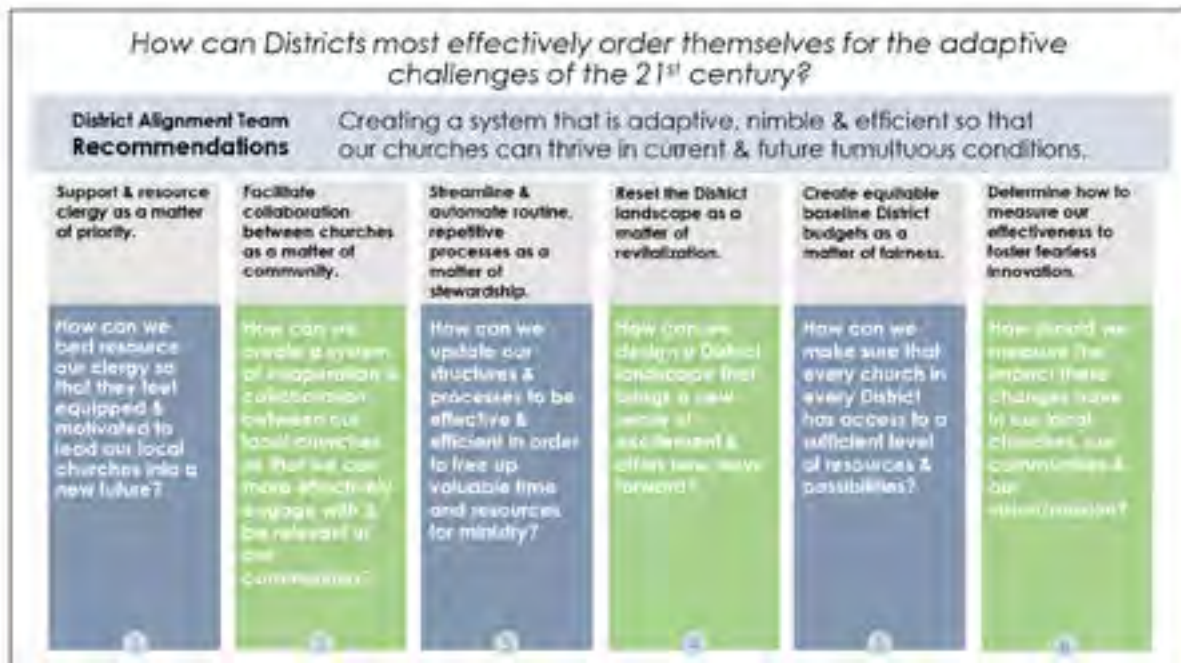 How can Districts most effectively order themselves for the adaptive
challenges of the 21st century?
District Alignment Team
Recommendations
Creating a system that is adaptive, nimble & efficient so that
our churches can thrive in current & future tumultuous conditions.
Support & resource
clergy as a matter
of priority.
Facilitate
collaboration
between churches
as a matter of
community.
Streamline &
automate routine,
repetitive
processes as a
matter of
stewardship.
Reset the District
landscape as a
matter of
revitalization.
Create equitable
baseline District
budgets as a
matter of fairness.
Determine how to
measure our
effectiveness to
foster fearless
innovation.
How can we
best resource
our clergy so
that they feel
equipped &
motivated to
lead our local
churches into a
new future?
1
How can we
create a system
of cooperation &
collaboration
between our
local churches
so that we can
more effectively
engage with &
be relevant in
our
communities?
2
How can we
update our
structures &
processes to be
effective &
efficient in order
to free up
valuable time
and resources
for ministry?
3
How can we
design a District
landscape that
brings a new
sense of
excitement &
offers new ways
forward?
4
How can we
make sure that
every church in
every District
has access to a
sufficient level
of resources &
possibilities?
5
How should we
measure the
impact these
changes have
in our local
churches, our
communities &
our
vision/mission?
6